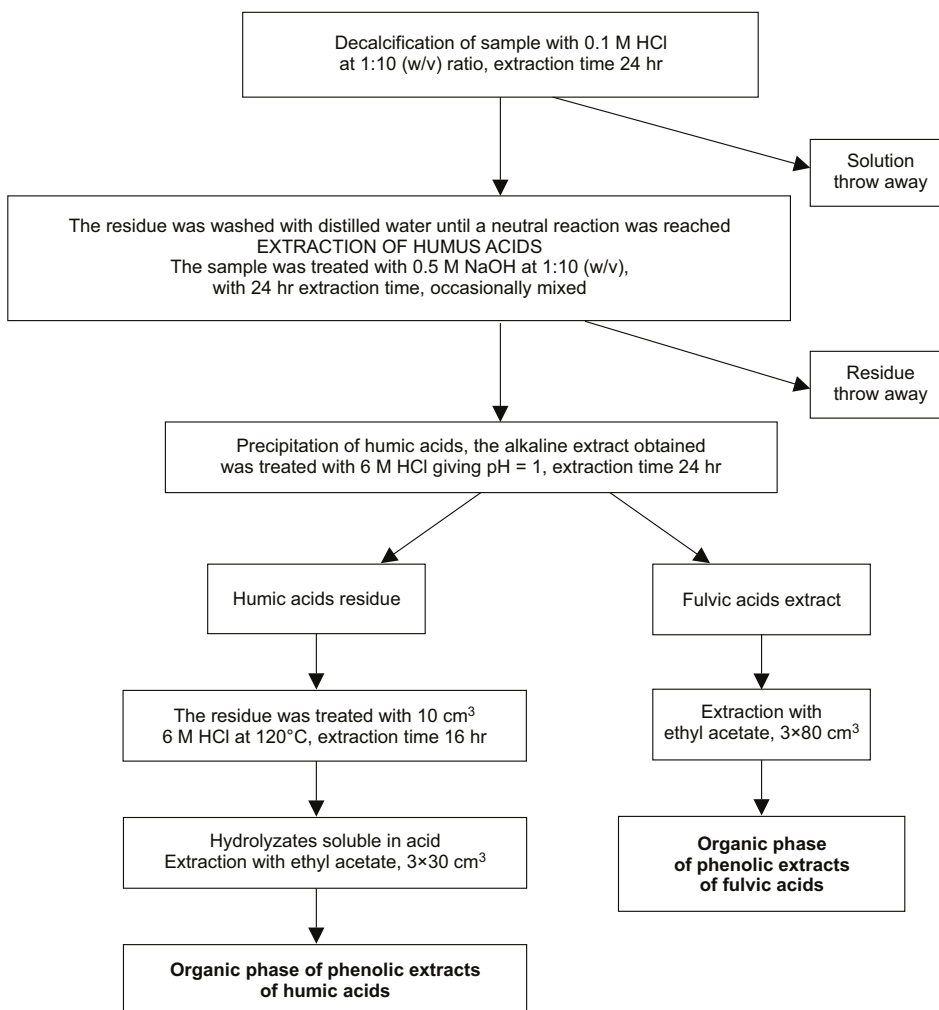 Decalcification of sample with 0.1 M HCl
at 1:10 (w/v) ratio, extraction time 24 hr
Solution
throw away
The residue was washed with distilled water until a neutral reaction was reached
EXTRACTION OF HUMUS ACIDS
The sample was treated with 0.5 M NaOH at 1:10 (w/v),
with 24 hr extraction time, occasionally mixed
Residue
throw away
Precipitation of humic acids, the alkaline extract obtained
was treated with 6 M HCl giving pH = 1, extraction time 24 hr
Humic acids residue
Fulvic acids extract
The residue was treated with 10 cm³
6 M HCl at 120°C, extraction time 16 hr
Extraction with
ethyl acetate, 3×80 cm³
Hydrolyzates soluble in acid
Extraction with ethyl acetate, 3×30 cm³
Organic phase
of phenolic extracts
of fulvic acids
Organic phase of phenolic extracts
of humic acids